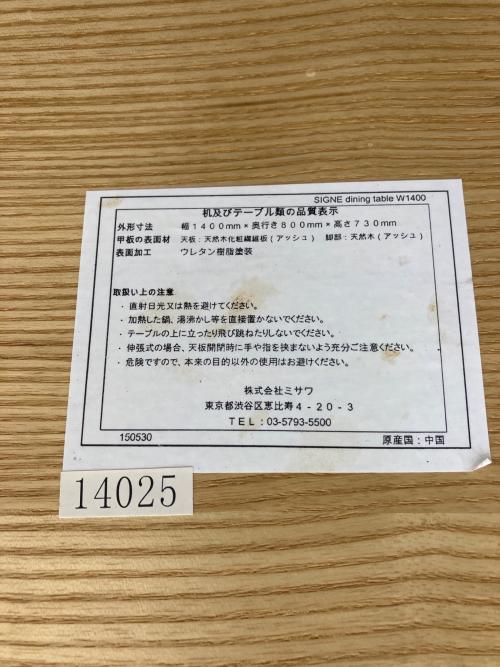 SIGNE dining table W1400
机及びテーブル類の品質表示
外形寸法 幅1400mm×奥行き800mm×高さ730mm
甲板の表面材 天板:天然木化粧繊維板(アッシュ) 脚部:天然木(アッシュ)
表面加工 ウレタン樹脂塗装
取扱い上の注意
・直射日光又は熱を避けてください。
・加熱した鍋、湯沸かし等を直接置かないでください。
・テーブルの上に立ったり飛び跳ねたりしないでください。
・伸張式の場合、天板開閉時に手や指を挟まないよう充分ご注意ください。
・危険ですので、本来の目的以外の使用はお避けください。
株式会社ミサワ
東京都渋谷区恵比寿4-20-3
TEL:03-5793-5500
150530 原産国:中国
14025